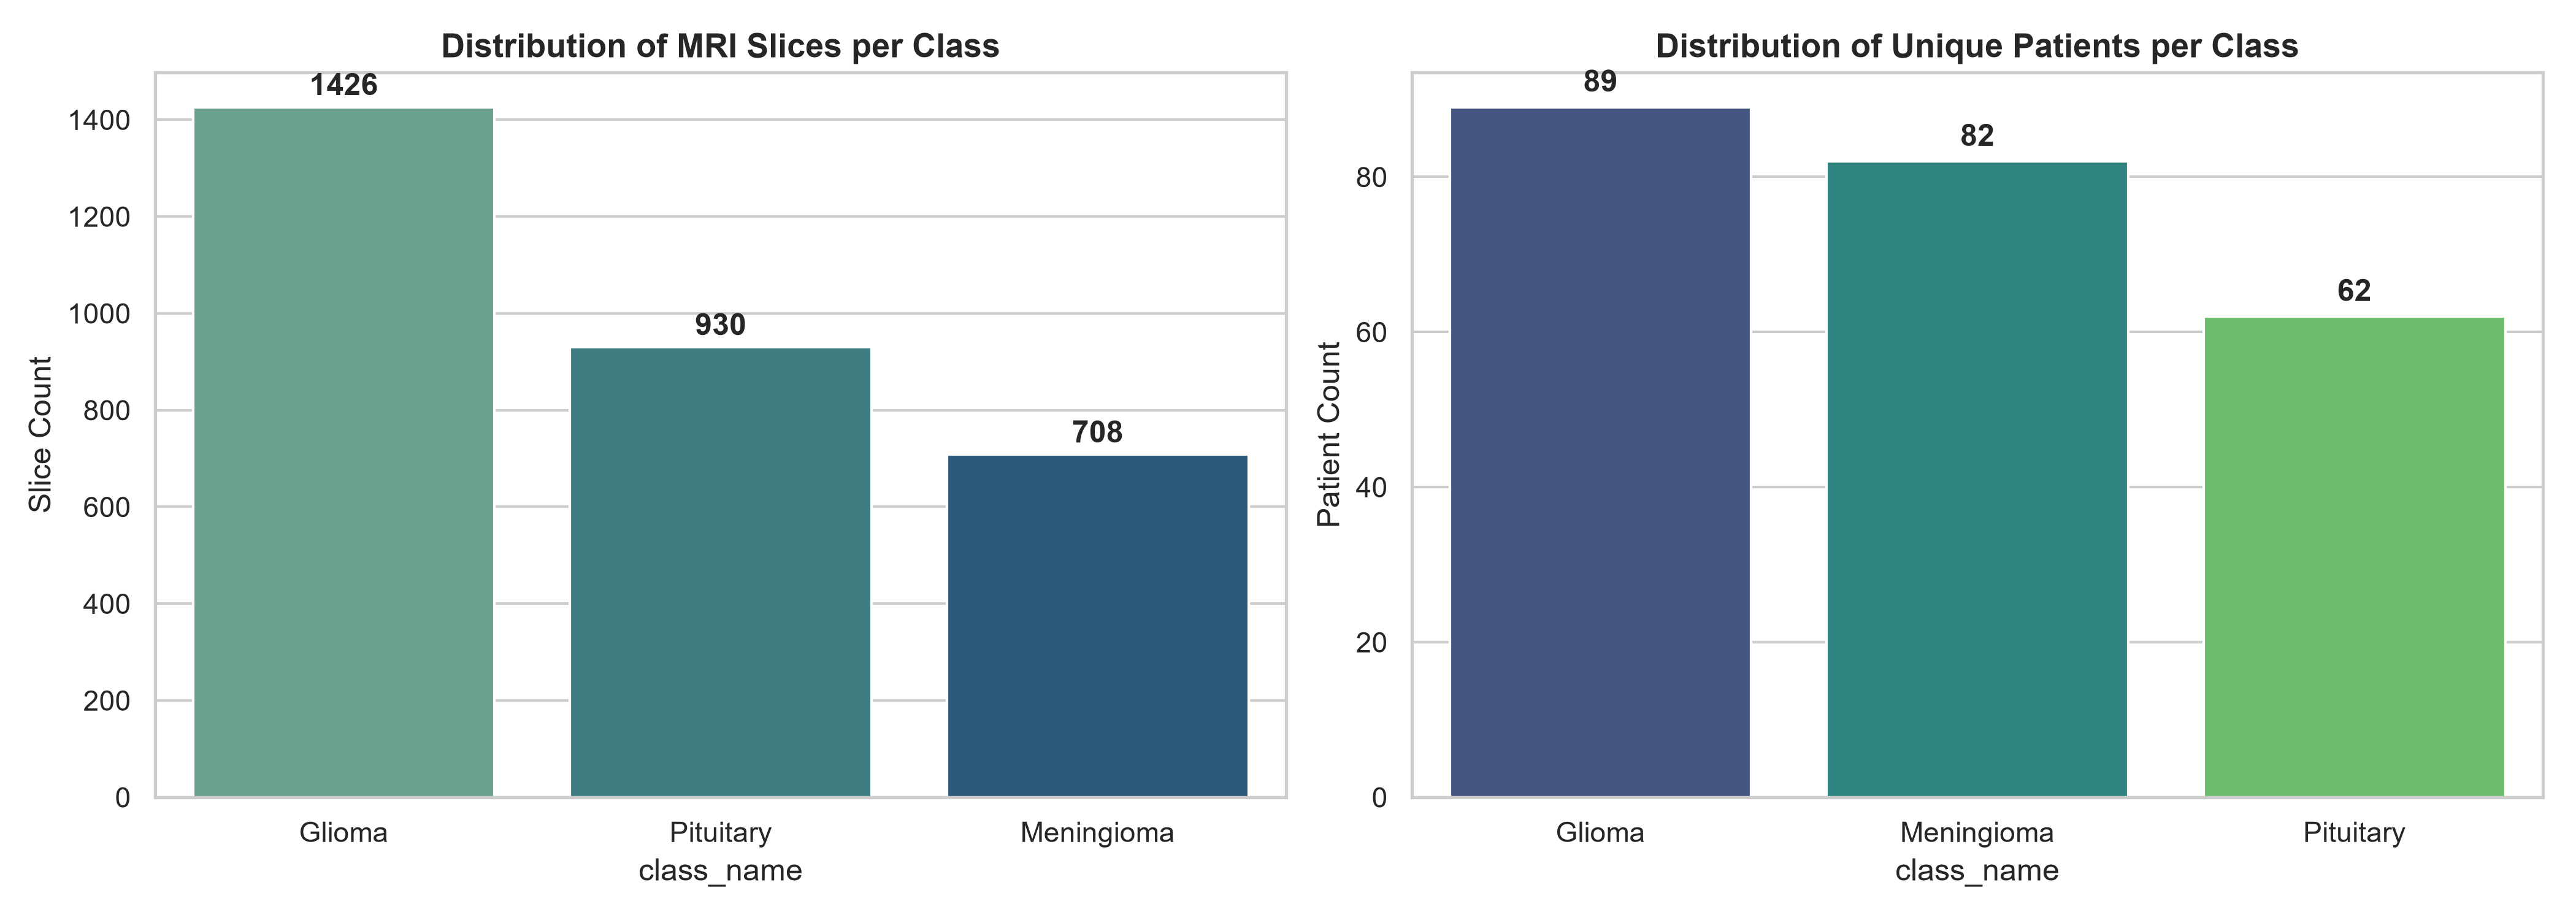 Distribution of MRI Slices per Class
1426
930
708
1400
1200
1000
800
600
400
200
0
Slice Count
Glioma
Pituitary
Meningioma
class_name
Distribution of Unique Patients per Class
89
82
62
80
60
40
20
0
Patient Count
Glioma
Meningioma
Pituitary
class_name